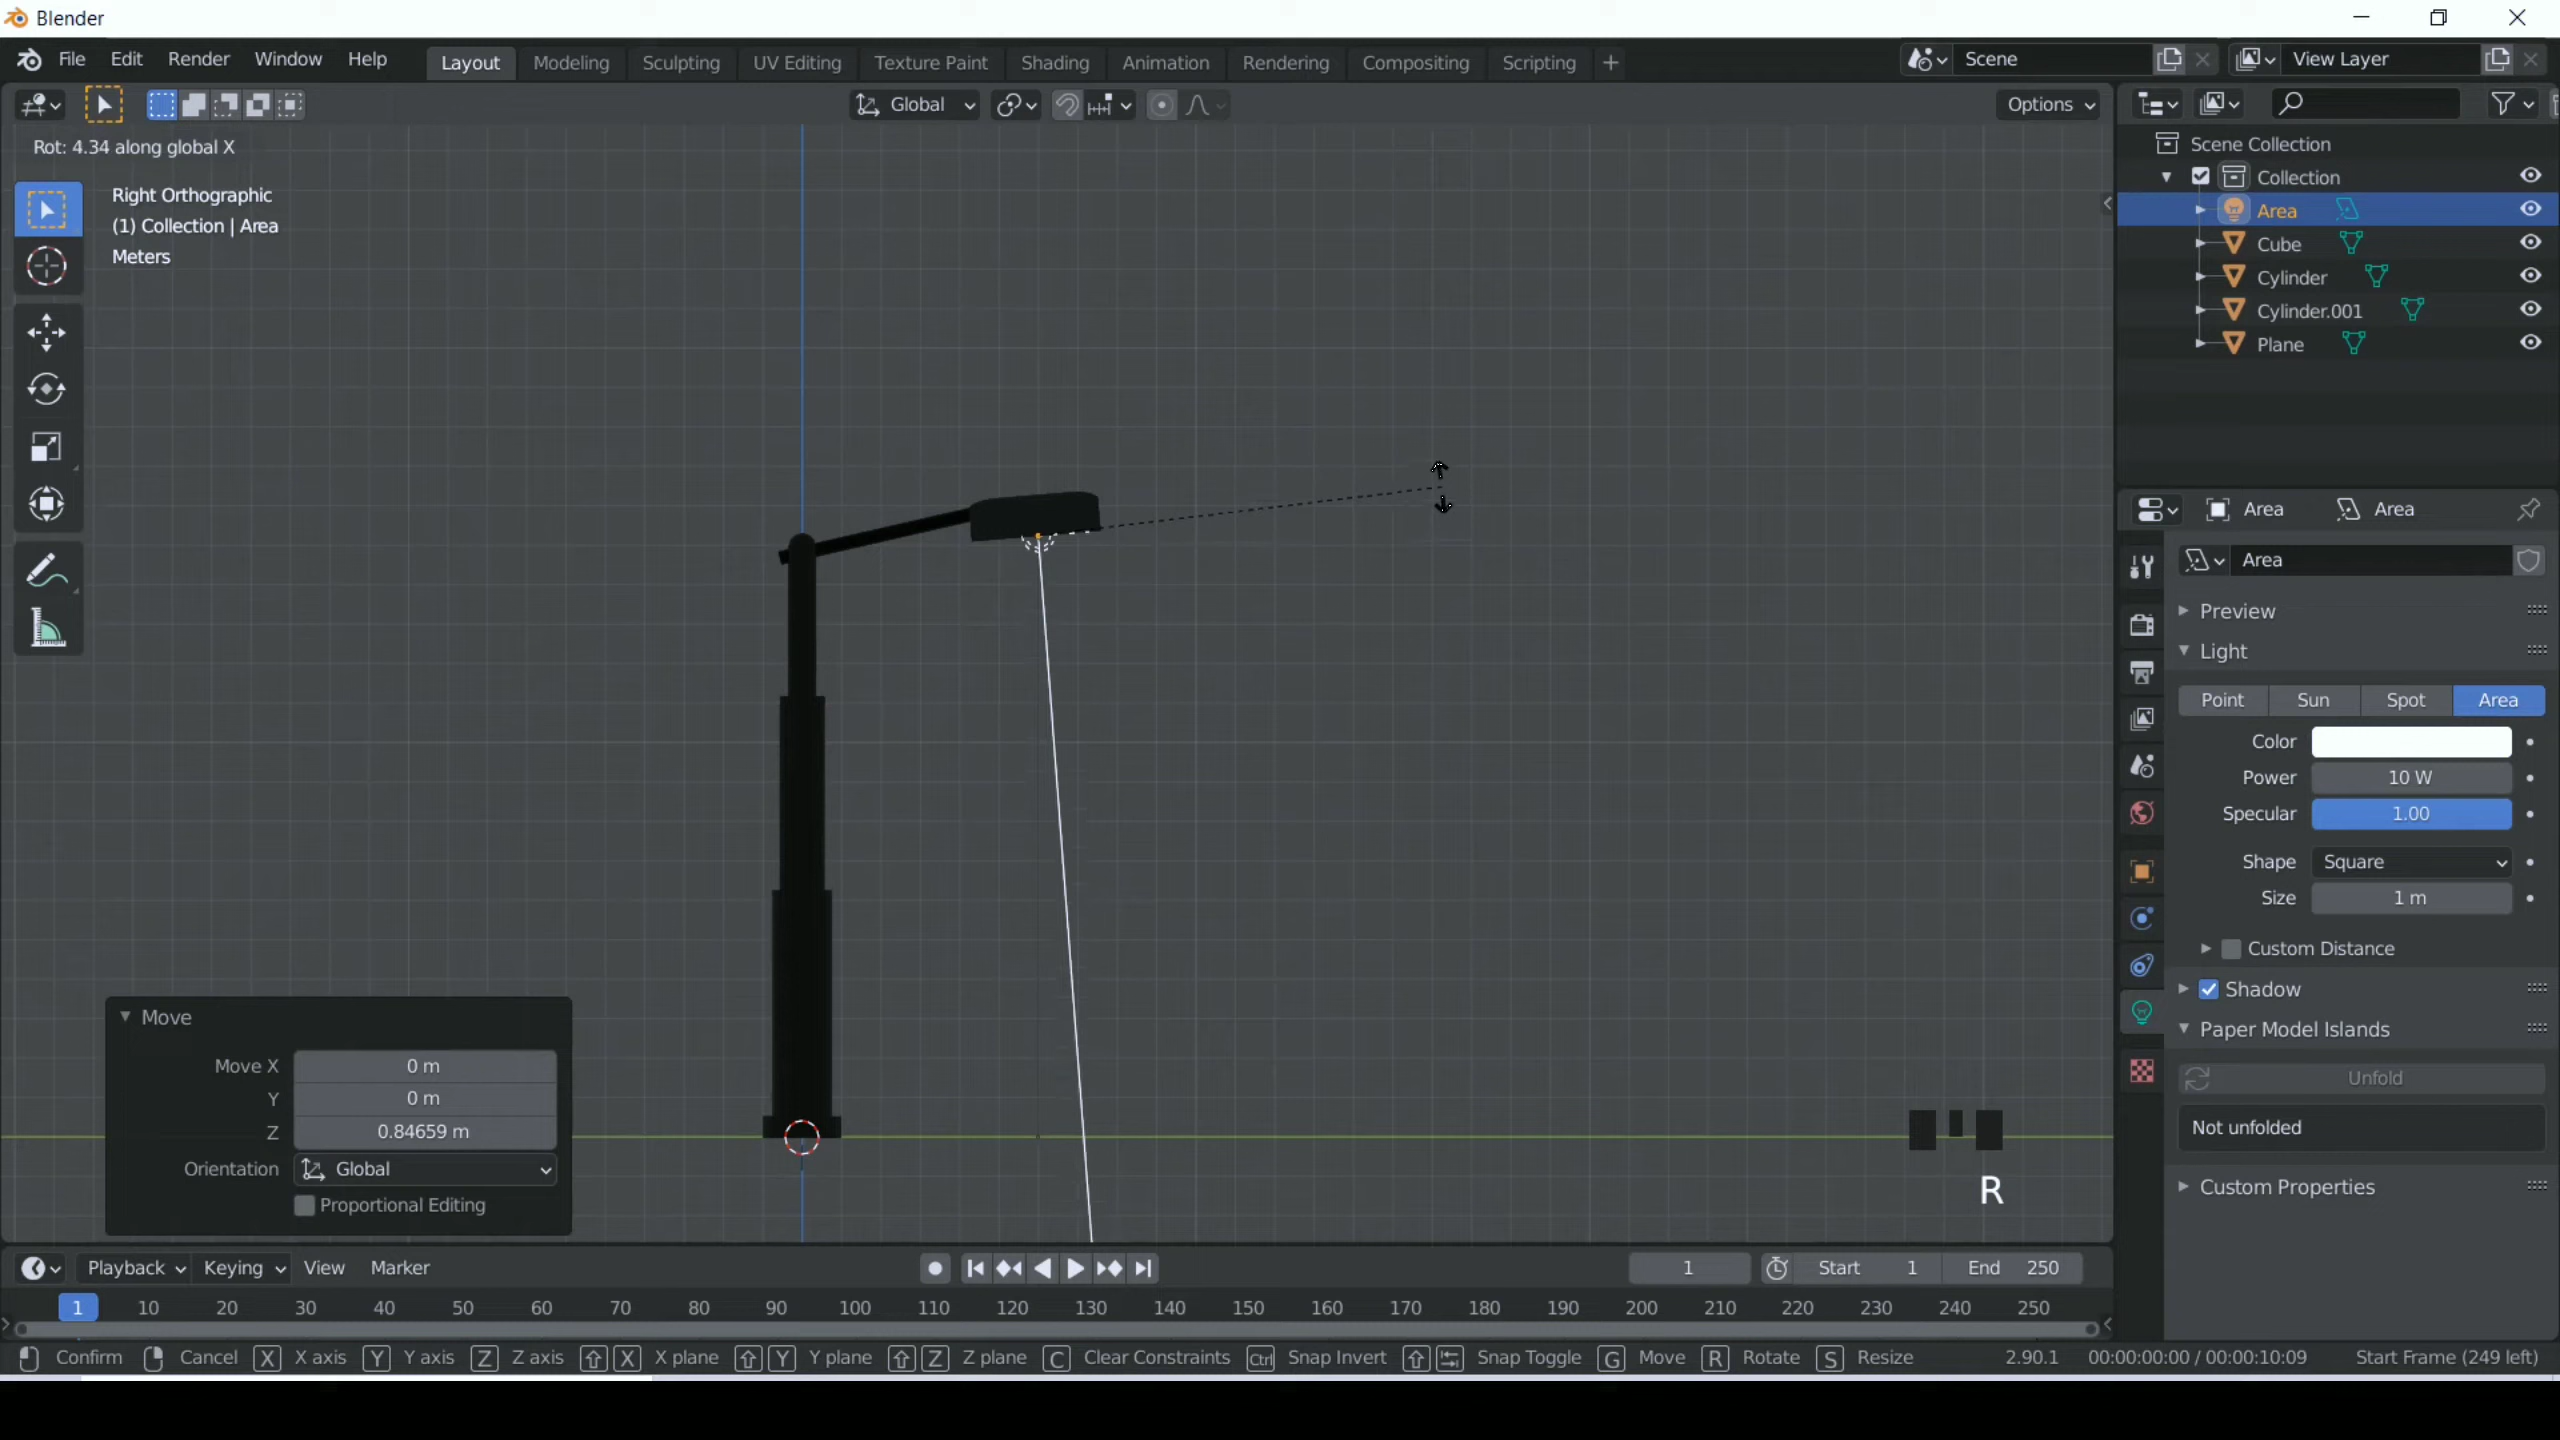 Blender
File Edit Render Window Help Layout Modeling Sculpting UV Editing Texture Paint Shading Animation Rendering Compositing Scripting + Scene View Layer
Global Options
Rot: 4.34 along global X
Right Orthographic
(1) Collection | Area
Meters
Scene Collection
Collection
Area
Cube
Cylinder
Cylinder.001
Plane
Area Area
Area
Preview
Light
Point Sun Spot Area
Color
Power 10 W
Specular 1.00
Shape Square
Size 1 m
Custom Distance
Shadow
Paper Model Islands
Unfold
Not unfolded
Custom Properties
Move
Move X 0 m
Y 0 m
Z 0.84659 m
Orientation Global
Proportional Editing
R
Playback Keying View Marker 1 Start 1 End 250
1 10 20 30 40 50 60 70 80 90 100 110 120 130 140 150 160 170 180 190 200 210 220 230 240 250
Confirm Cancel X X axis Y Y axis Z Z axis X X plane Y Y plane Z Z plane C Clear Constraints Ctrl Snap Invert Snap Toggle G Move R Rotate S Resize 2.90.1 00:00:00:00 / 00:00:10:09 Start Frame (249 left)